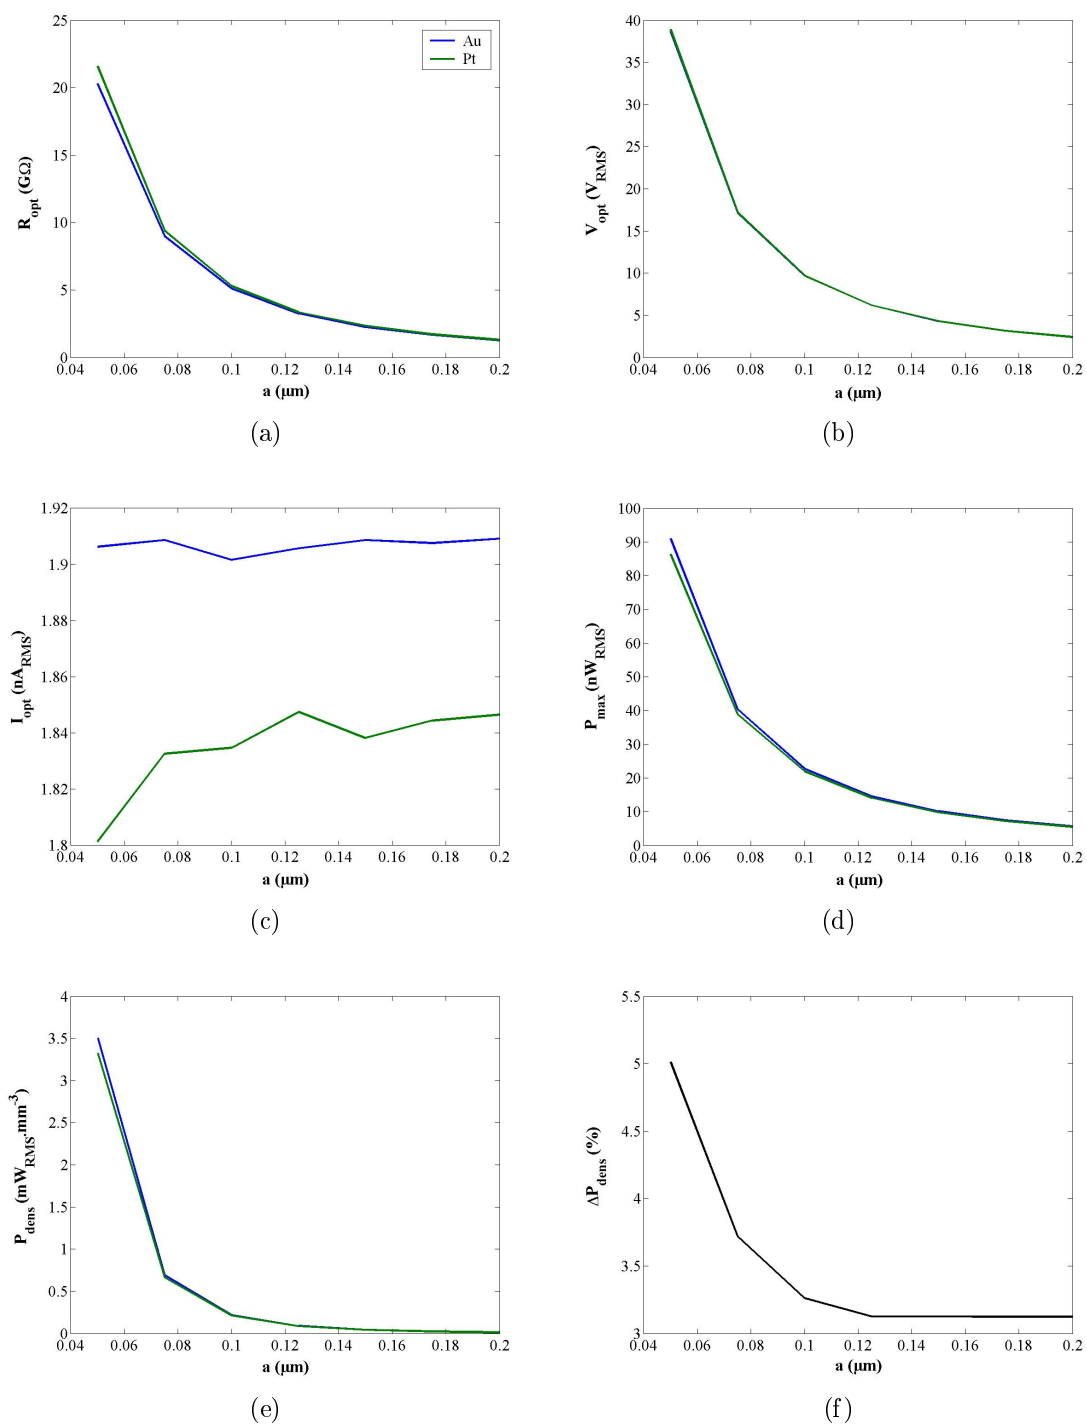 25
20
15
10
5
0
R_opt (GΩ)
Au
Pt
0.04 0.06 0.08 0.1 0.12 0.14 0.16 0.18 0.2
a (μm)
(a)
40
35
30
25
20
15
10
5
0
V_opt (V_RMS)
0.04 0.06 0.08 0.1 0.12 0.14 0.16 0.18 0.2
a (μm)
(b)
1.92
1.9
1.88
1.86
1.84
1.82
1.8
I_opt (nA_RMS)
0.04 0.06 0.08 0.1 0.12 0.14 0.16 0.18 0.2
a (μm)
(c)
100
90
80
70
60
50
40
30
20
10
0
P_max (nW_RMS)
0.04 0.06 0.08 0.1 0.12 0.14 0.16 0.18 0.2
a (μm)
(d)
4
3.5
3
2.5
2
1.5
1
0.5
0
P_dens (mW_RMS.mm^-3)
0.04 0.06 0.08 0.1 0.12 0.14 0.16 0.18 0.2
a (μm)
(e)
5.5
5
4.5
4
3.5
3
ΔP_dens (%)
0.04 0.06 0.08 0.1 0.12 0.14 0.16 0.18 0.2
a (μm)
(f)